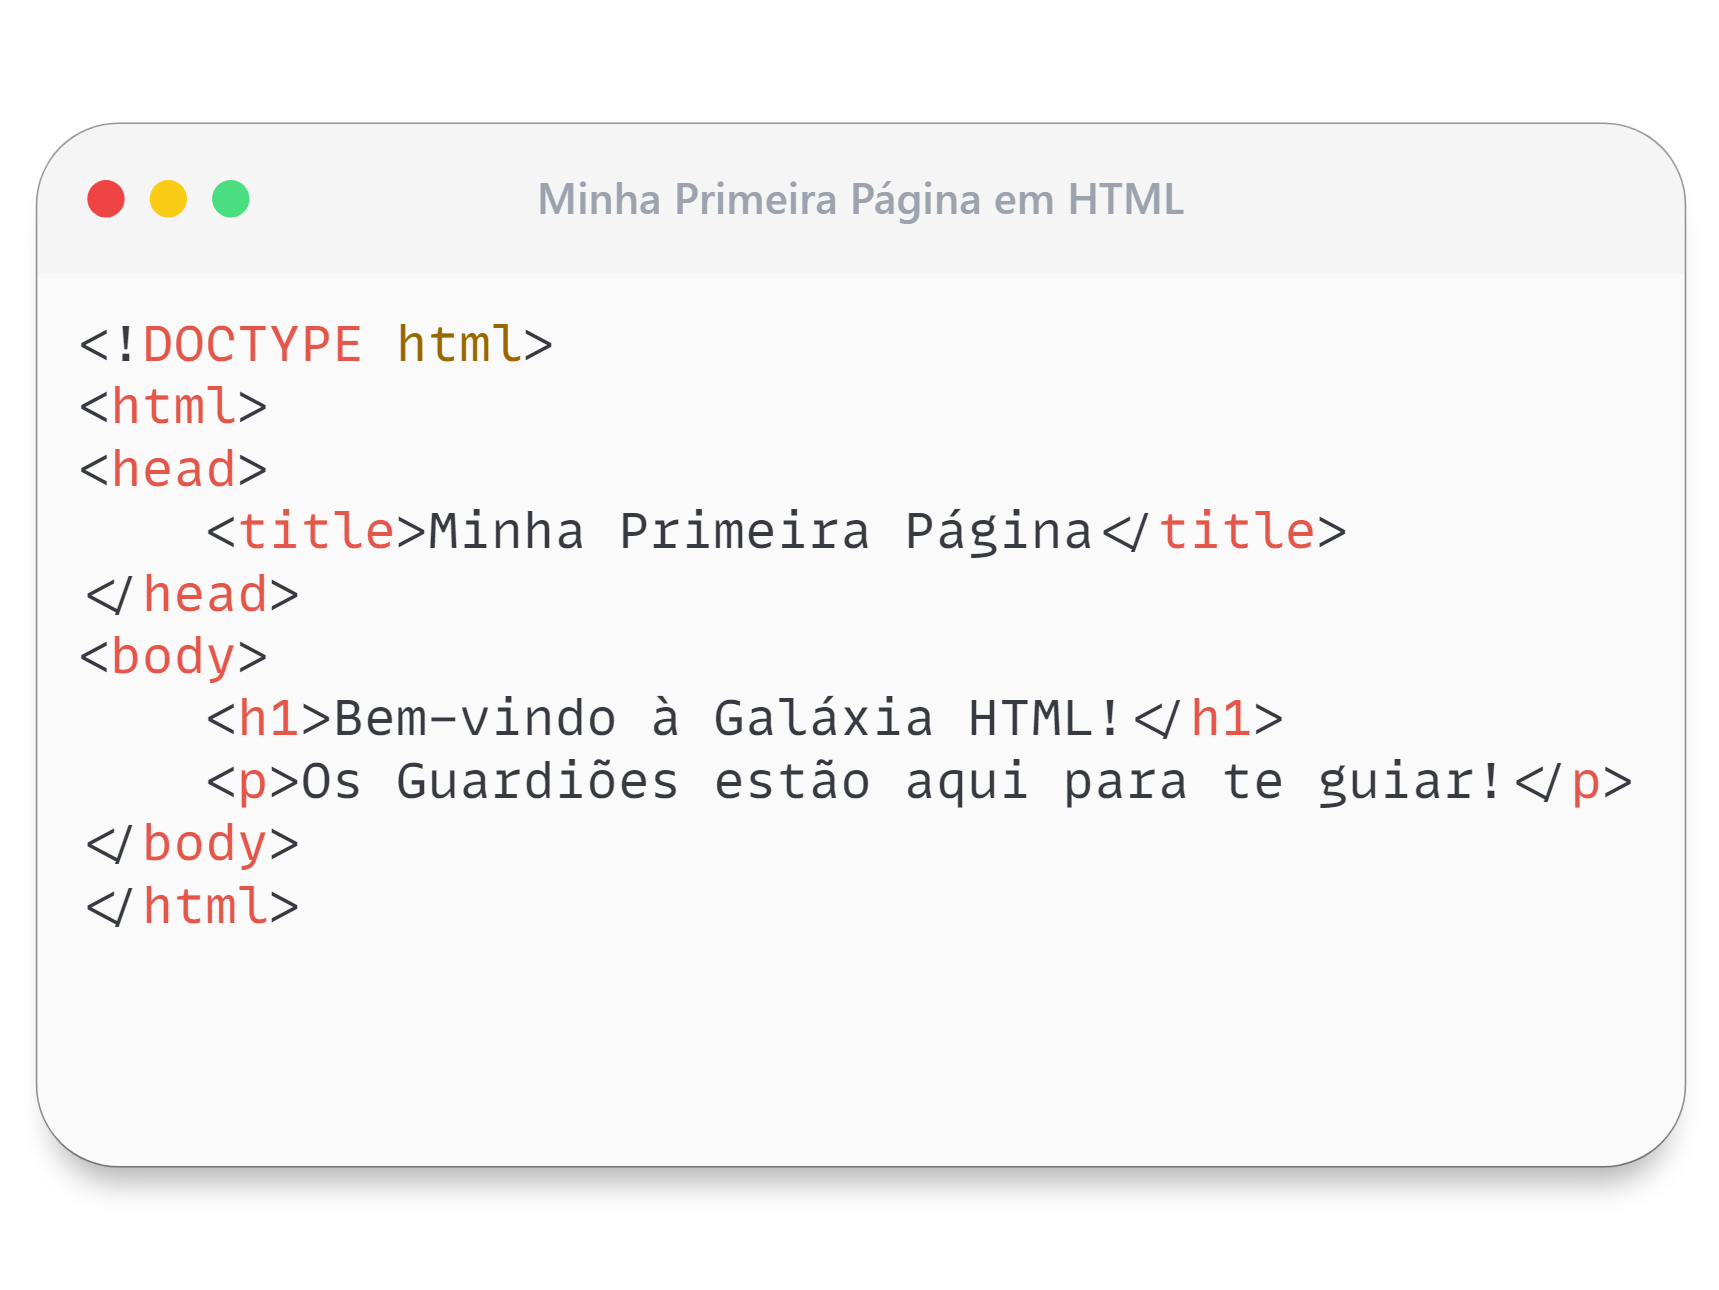 Minha Primeira Página em HTML
<!DOCTYPE html>
<html>
<head>
    <title>Minha Primeira Página</title>
</head>
<body>
    <h1>Bem-vindo à Galáxia HTML!</h1>
    <p>Os Guardiões estão aqui para te guiar!</p>
</body>
</html>